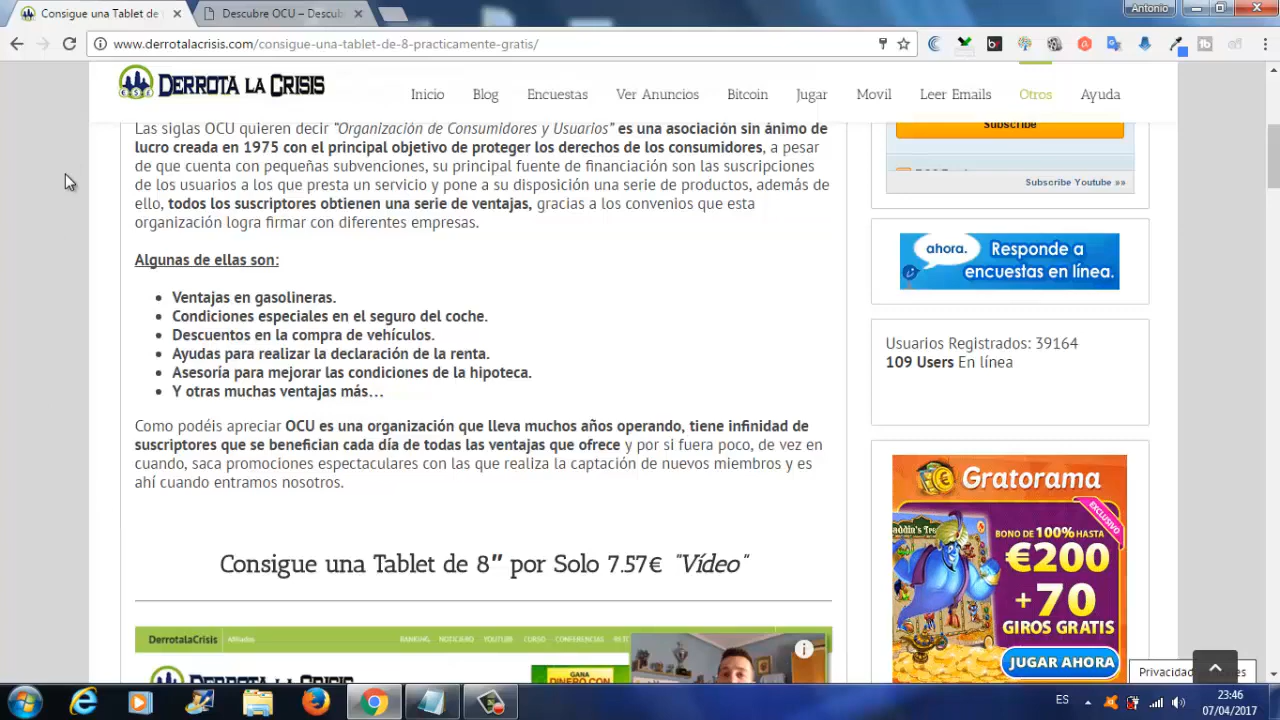 Consigue una Tablet de
Descubre OCU – Descub
Antonio
www.derrotalacrisis.com/consigue-una-tablet-de-8-practicamente-gratis/
DERROTA LA CRISIS
Inicio Blog Encuestas Ver Anuncios Bitcoin Jugar Movil Leer Emails Otros Ayuda
Las siglas OCU quieren decir "Organización de Consumidores y Usuarios" es una asociación sin ánimo de
lucro creada en 1975 con el principal objetivo de proteger los derechos de los consumidores, a pesar
de que cuenta con pequeñas subvenciones, su principal fuente de financiación son las suscripciones
de los usuarios a los que presta un servicio y pone a su disposición una serie de productos, además de
ello, todos los suscriptores obtienen una serie de ventajas, gracias a los convenios que esta
organización logra firmar con diferentes empresas.
Algunas de ellas son:
• Ventajas en gasolineras.
• Condiciones especiales en el seguro del coche.
• Descuentos en la compra de vehículos.
• Ayudas para realizar la declaración de la renta.
• Asesoría para mejorar las condiciones de la hipoteca.
• Y otras muchas ventajas más…
Como podéis apreciar OCU es una organización que lleva muchos años operando, tiene infinidad de
suscriptores que se benefician cada día de todas las ventajas que ofrece y por si fuera poco, de vez en
cuando, saca promociones espectaculares con las que realiza la captación de nuevos miembros y es
ahí cuando entramos nosotros.
Consigue una Tablet de 8" por Solo 7.57€ "Vídeo"
DerrotalaCrisis Afiliados
RANKING NOTICIERO YOUTUBE CURSO CONFERENCIAS
GANA
DINERO CON
Subscribe
Subscribe Youtube »»
ahora.
Responde a
encuestas en línea.
Usuarios Registrados: 39164
109 Users En línea
Gratorama
EXCLUSIVO
BONO DE 100% HASTA
€200
+70
GIROS GRATIS
JUGAR AHORA
Privacidad
ES
23:46
07/04/2017